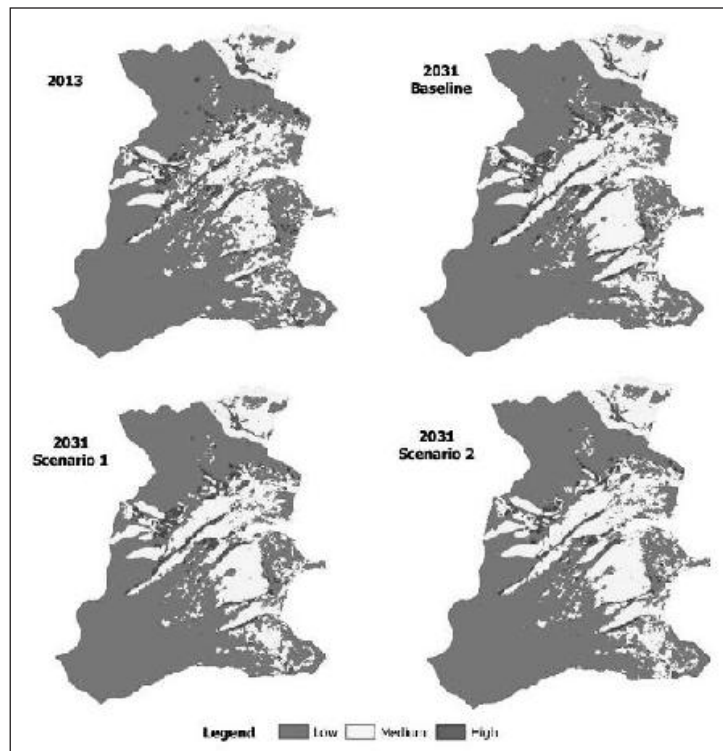 2013
2031
Baseline
2031
Scenario 1
2031
Scenario 2
Legend Low Medium High